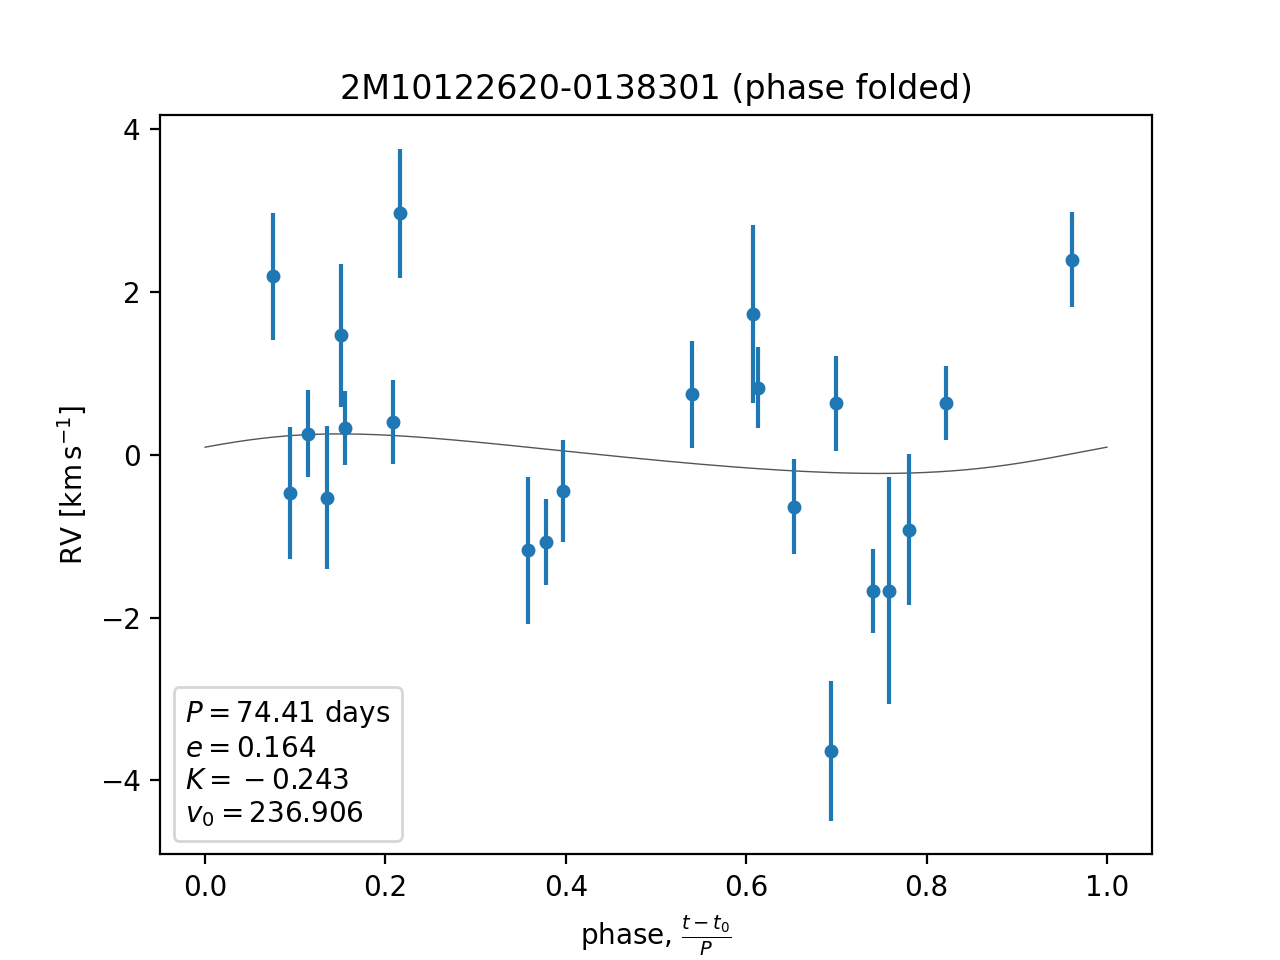 2M10122620-0138301 (phase folded)
RV [km s⁻¹]
4
2
0
−2
−4
P = 74.41 days
e = 0.164
K = −0.243
v₀ = 236.906
0.0 0.2 0.4 0.6 0.8 1.0
phase, (t − t₀)/P